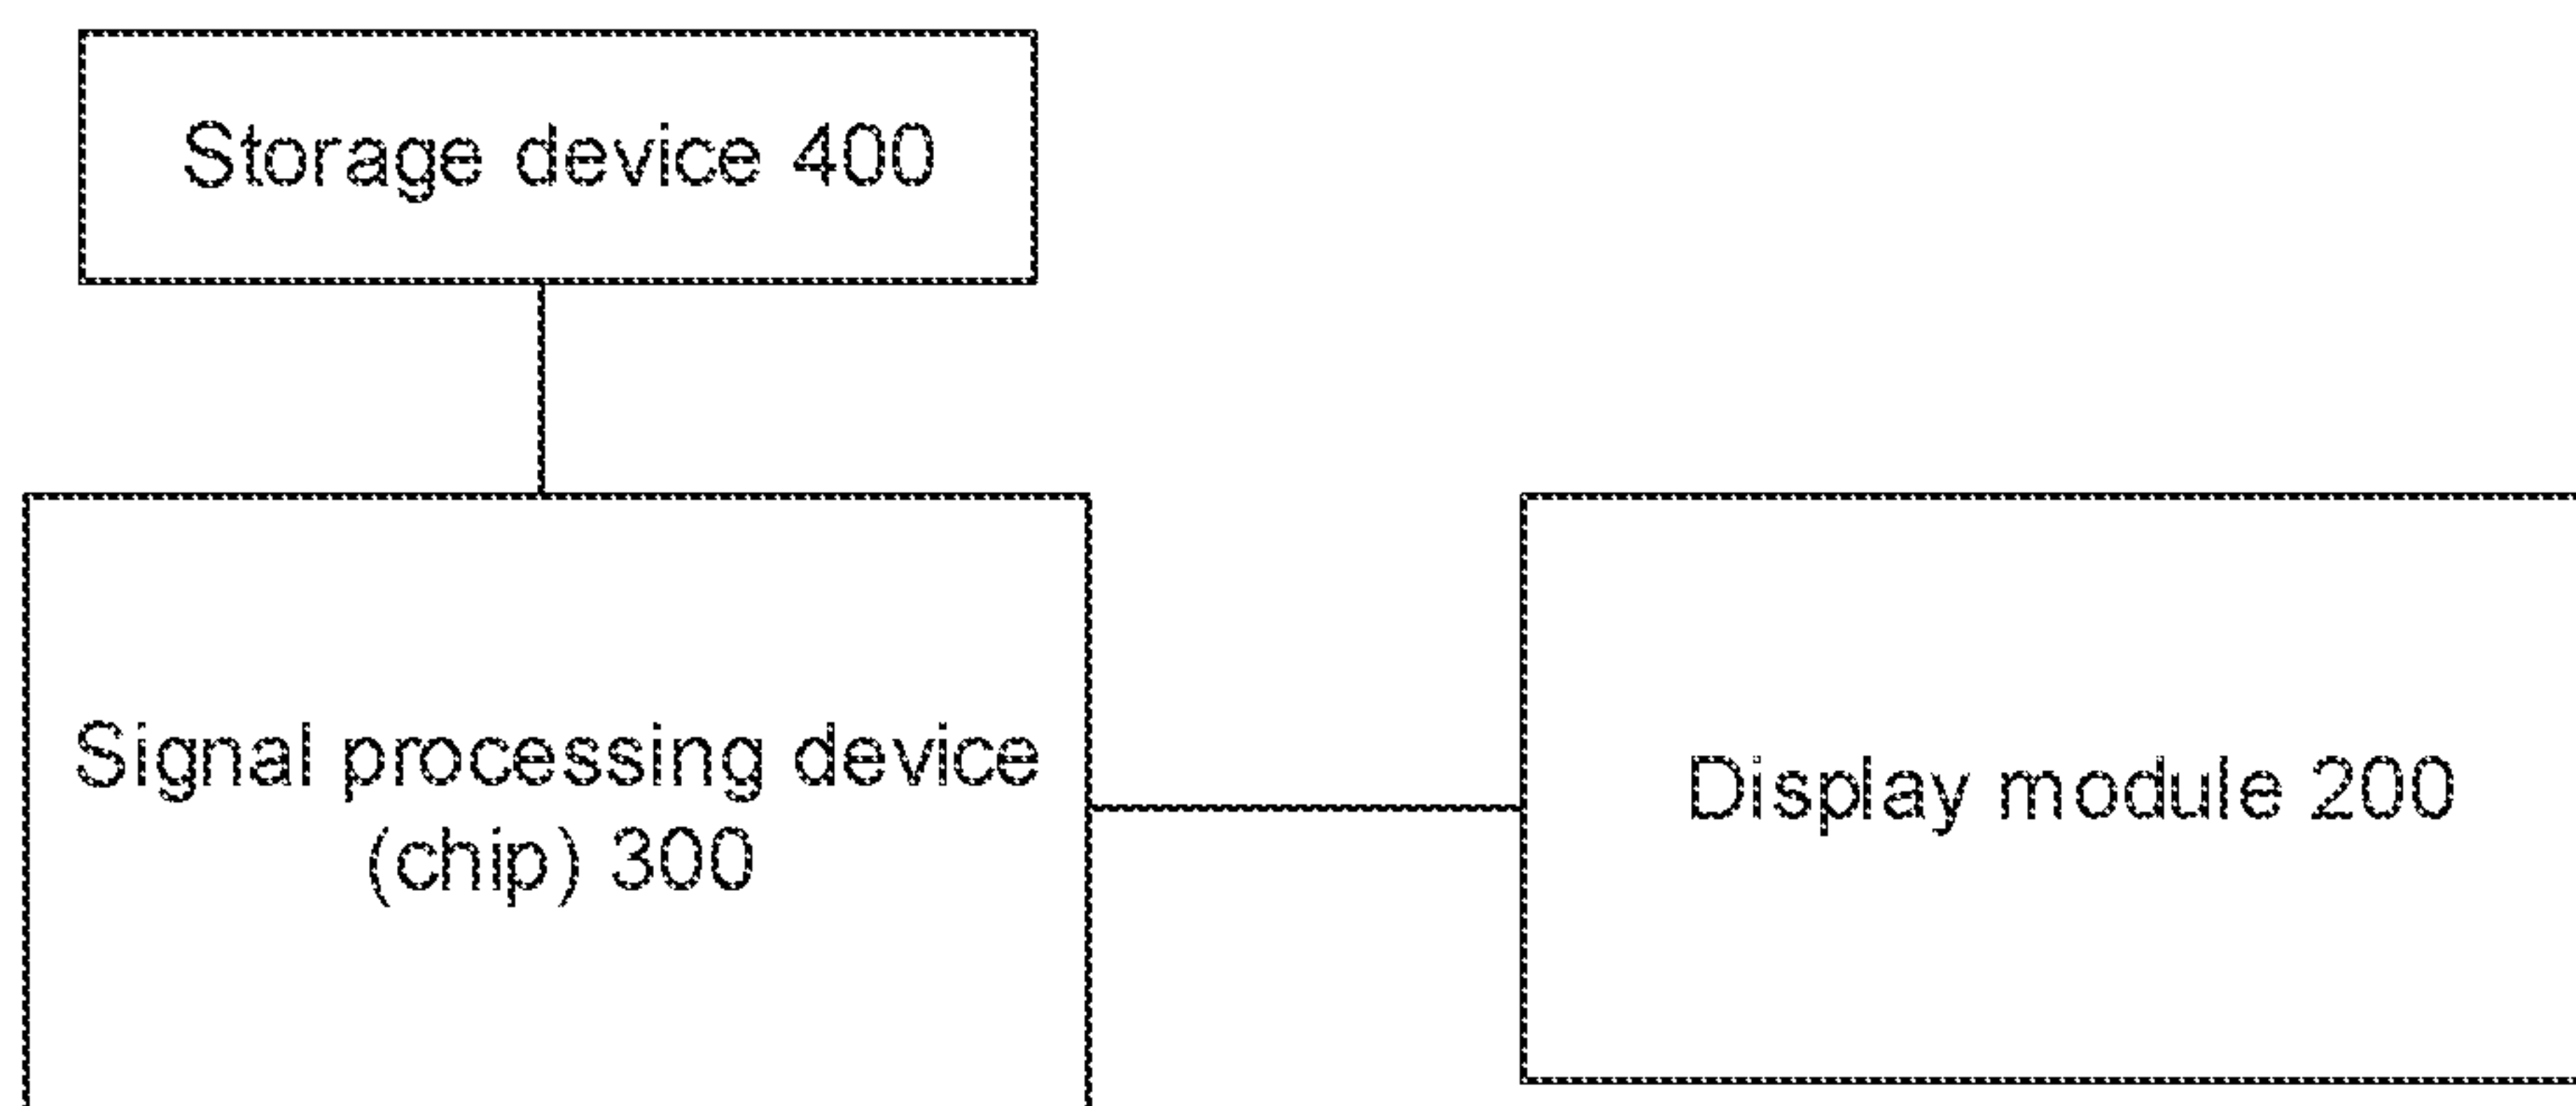 Storage device 400
Signal processing device
(chip) 300
Display module 200